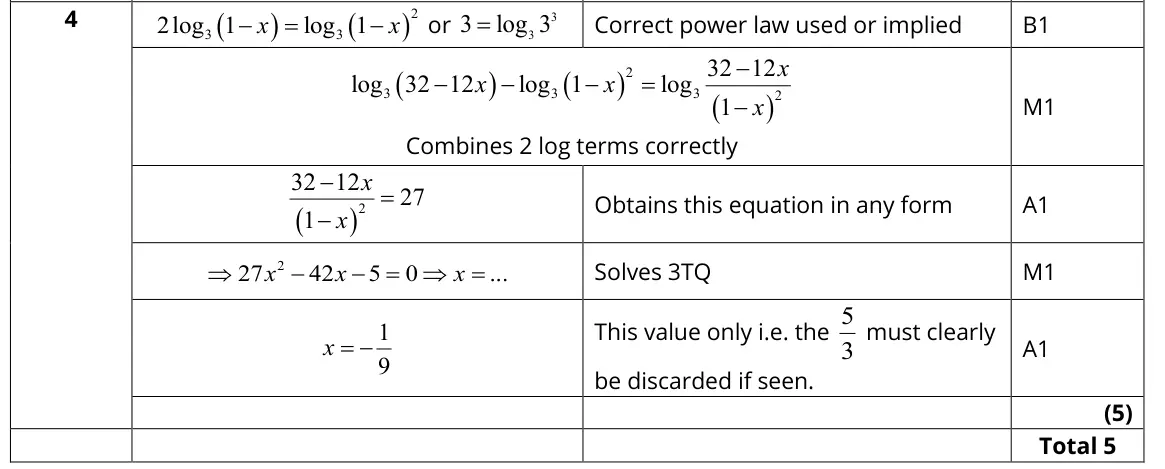 4
2log₃(1−x) = log₃(1−x)² or 3 = log₃3³ Correct power law used or implied B1
log₃(32−12x) − log₃(1−x)² = log₃ (32−12x)/(1−x)² M1
Combines 2 log terms correctly
(32−12x)/(1−x)² = 27 Obtains this equation in any form A1
⇒ 27x² − 42x − 5 = 0 ⇒ x = ... Solves 3TQ M1
x = −1/9 This value only i.e. the 5/3 must clearly A1
be discarded if seen.
(5)
Total 5